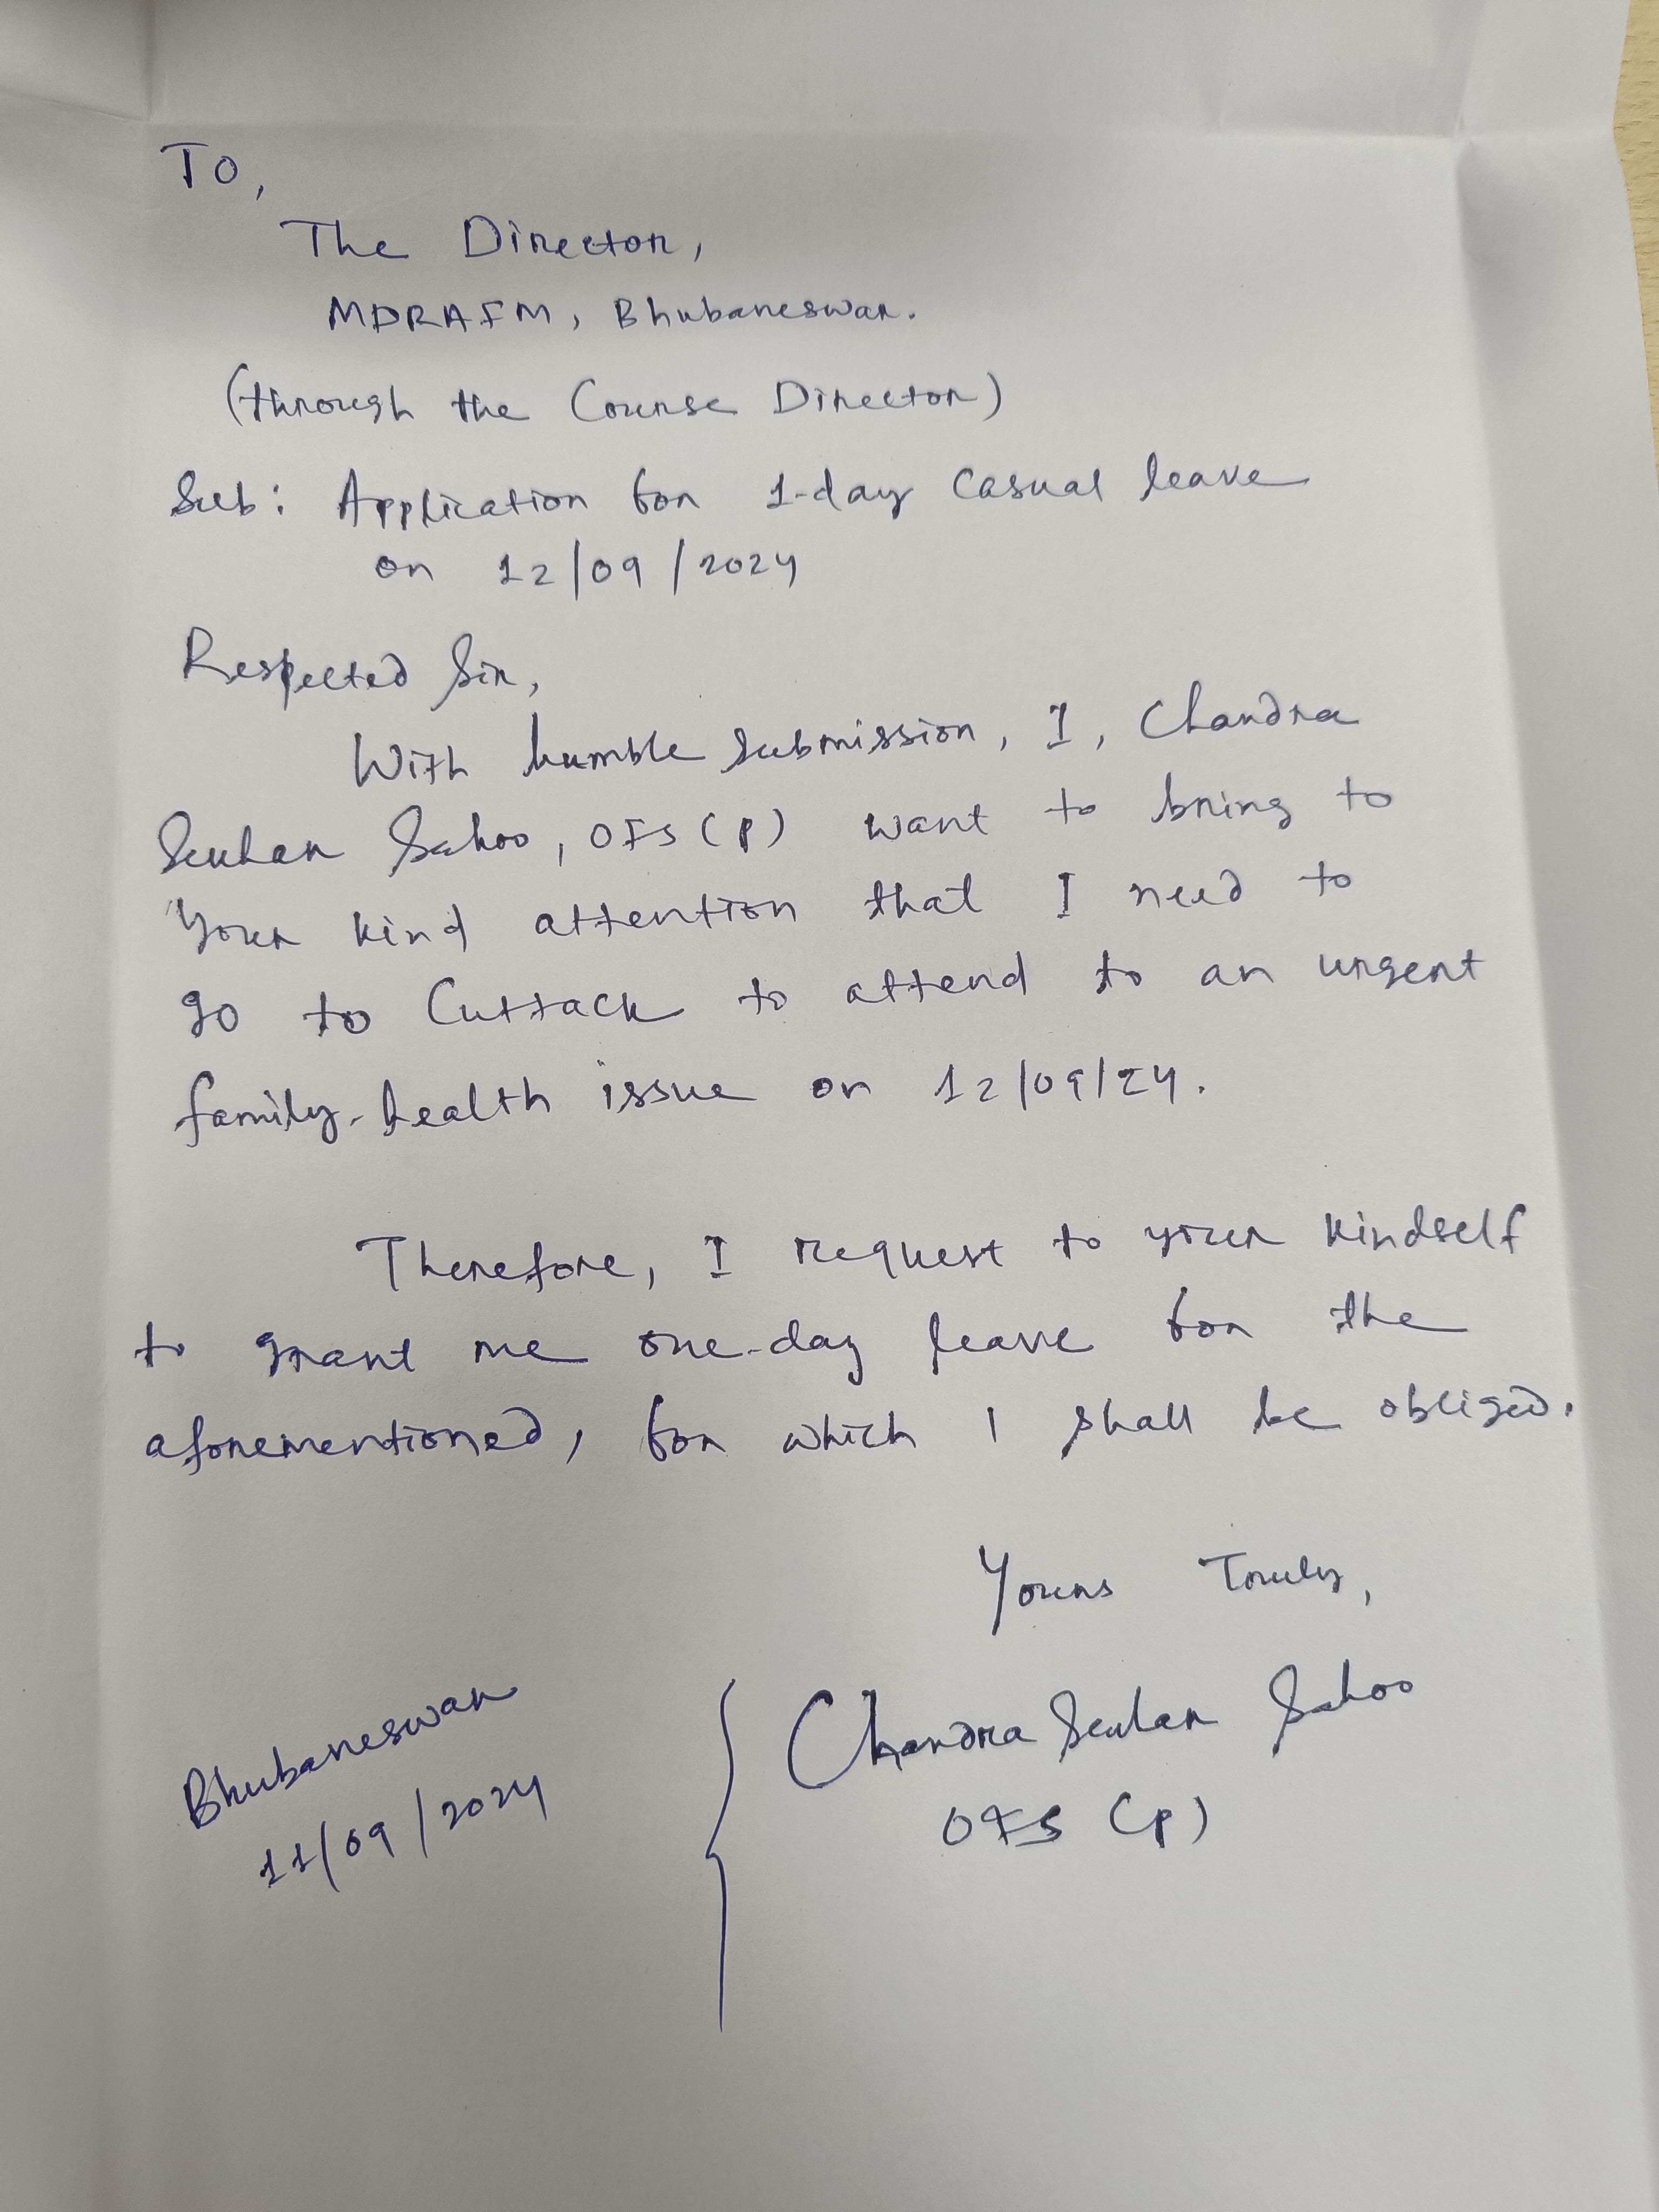 To,
The Director,
MDRAFM, Bhubaneswar.
(through the Course Director)
Sub: Application for 1-day Casual leave
on 12/09/2024
Respected Sir,
With humble submission, I, Chandra
Sekhar Sahoo, OFS (P) want to bring to
your kind attention that I need to
go to Cuttack to attend to an urgent
family-health issue on 12/09/24.
Therefore, I request to your kindself
to grant me one-day leave for the
aforementioned, for which I shall be obliged.
Yours Truly,
Chandra Sekhar Sahoo
OFS (P)
Bhubaneswar
11/09/2024